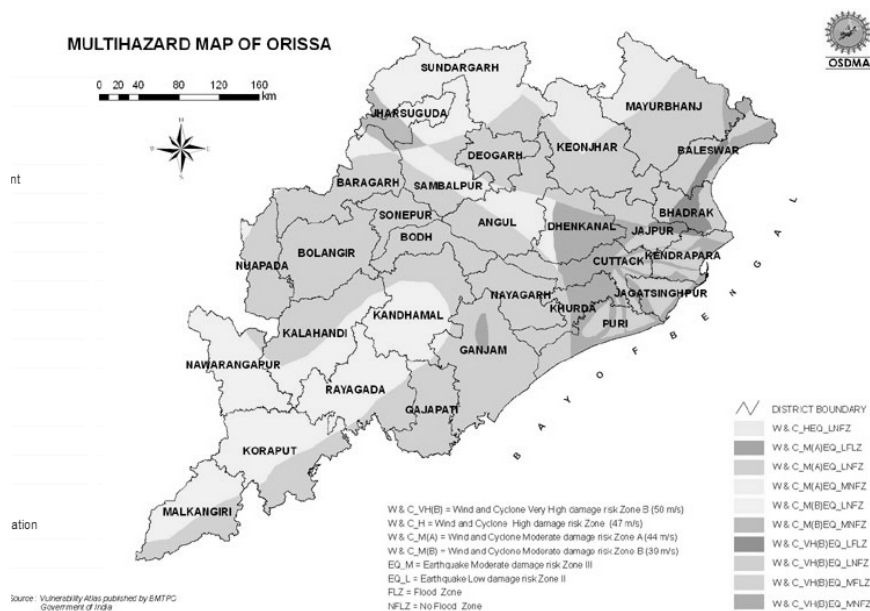 MULTIHAZARD MAP OF ORISSA
OSDMA
0 20 40 80 120 160
km
N
W E
S
nt
ation
SUNDARGARH
JHARSUGUDA
MAYURBHANJ
DEOGARH
KEONJHAR
BALESWAR
BARAGARH
SAMBALPUR
SONEPUR
ANGUL
DHENKANAL
BHADRAK
JAJPUR
BODH
BOLANGIR
NUAPADA
CUTTACK
KENDRAPARA
NAYAGARH
JAGATSINGHPUR
KHURDA
PURI
KANDHAMAL
KALAHANDI
GANJAM
NAWARANGAPUR
RAYAGADA
GAJAPATI
KORAPUT
MALKANGIRI
BAY OF BENGAL
DISTRICT BOUNDARY
W & C_HEQ_LNFZ
W & C_M(A)EQ_LFLZ
W & C_M(A)EQ_LNFZ
W & C_M(A)EQ_MNFZ
W & C_M(B)EQ_LNFZ
W & C_M(B)EQ_MNFZ
W & C_VH(B)EQ_LFLZ
W & C_VH(B)EQ_LNFZ
W & C_VH(B)EQ_MFLZ
W & C_VH(B)EQ_MNFZ
W & C_VH(B) = Wind and Cyclone Very High damage risk Zone B (50 m/s)
W & C_H = Wind and Cyclone High damage risk Zone (47 m/s)
W & C_M(A) = Wind and Cyclone Moderate damage risk Zone A (44 m/s)
W & C_M(B) = Wind and Cyclone Moderate damage risk Zone B (39 m/s)
EQ_M = Earthquake Moderate damage risk Zone III
EQ_L = Earthquake Low damage risk Zone II
FLZ = Flood Zone
NFLZ = No Flood Zone
Source : Vulnerability Atlas published by BMTPC
Government of India